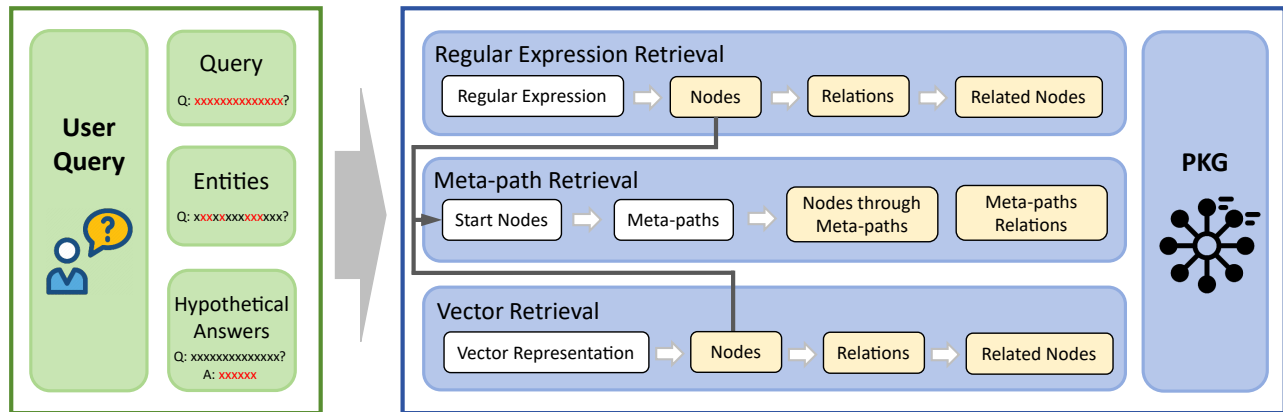 User
Query
Query
Q: xxxxxxxxxxxxxx?
Entities
Q: xxxxxxxxxxxxxx?
Hypothetical
Answers
Q: xxxxxxxxxxxxxx?
A: xxxxxx
Regular Expression Retrieval
Regular Expression
Nodes
Relations
Related Nodes
Meta-path Retrieval
Start Nodes
Meta-paths
Nodes through
Meta-paths
Meta-paths
Relations
Vector Retrieval
Vector Representation
Nodes
Relations
Related Nodes
PKG